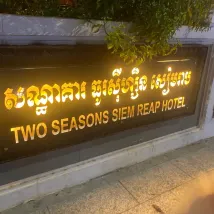 សណ្ឋាគារ ធូរស៊ីហ្សិន សៀមរាប
TWO SEASONS SIEM REAP HOTEL